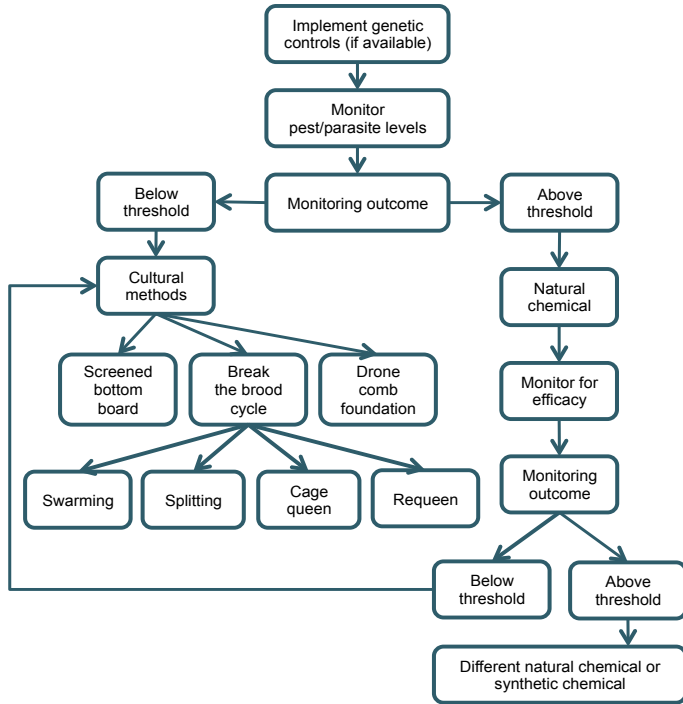 Implement genetic
controls (if available)
Monitor
pest/parasite levels
Below
threshold
Monitoring outcome
Above
threshold
Cultural
methods
Natural
chemical
Screened
bottom
board
Break
the brood
cycle
Drone
comb
foundation
Monitor for
efficacy
Swarming
Splitting
Cage
queen
Requeen
Monitoring
outcome
Below
threshold
Above
threshold
Different natural chemical or
synthetic chemical